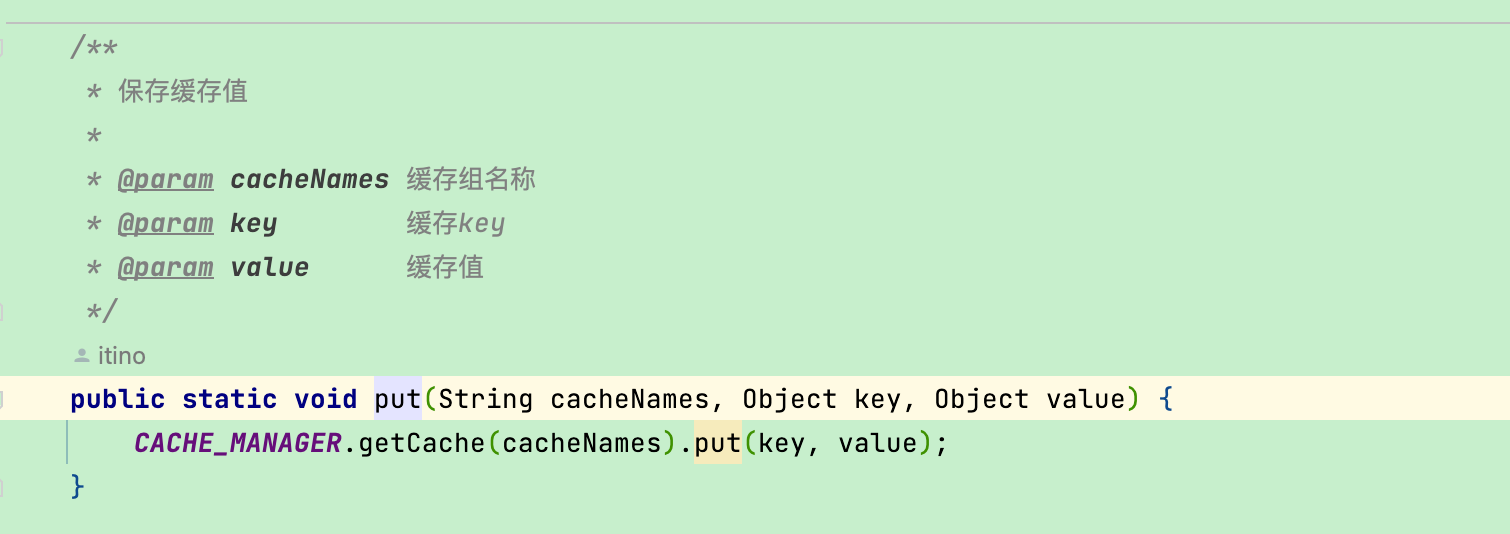 /**
 * 保存缓存值
 *
 * @param cacheNames 缓存组名称
 * @param key        缓存key
 * @param value      缓存值
 */
itino
public static void put(String cacheNames, Object key, Object value) {
    CACHE_MANAGER.getCache(cacheNames).put(key, value);
}